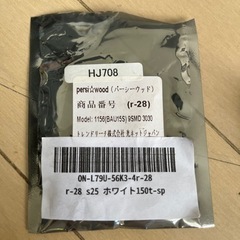 HJ708
persi☆wood (パーシーウッド)
商品番号 (r-28)
Model: 1156(BAU15S) 9SMD 3030
トレンドリーナ株式会社 光ネットジャパン
ON-L79U-56K3-4r-28
r-28 s25 ホワイト150t-sp